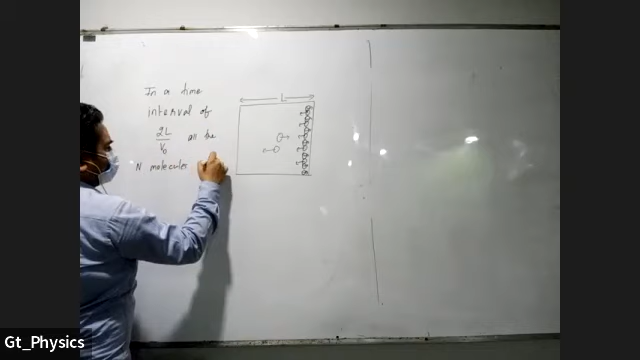 In a time
interval of
2L
V₀
all the
N molecules
L
Gt_Physics